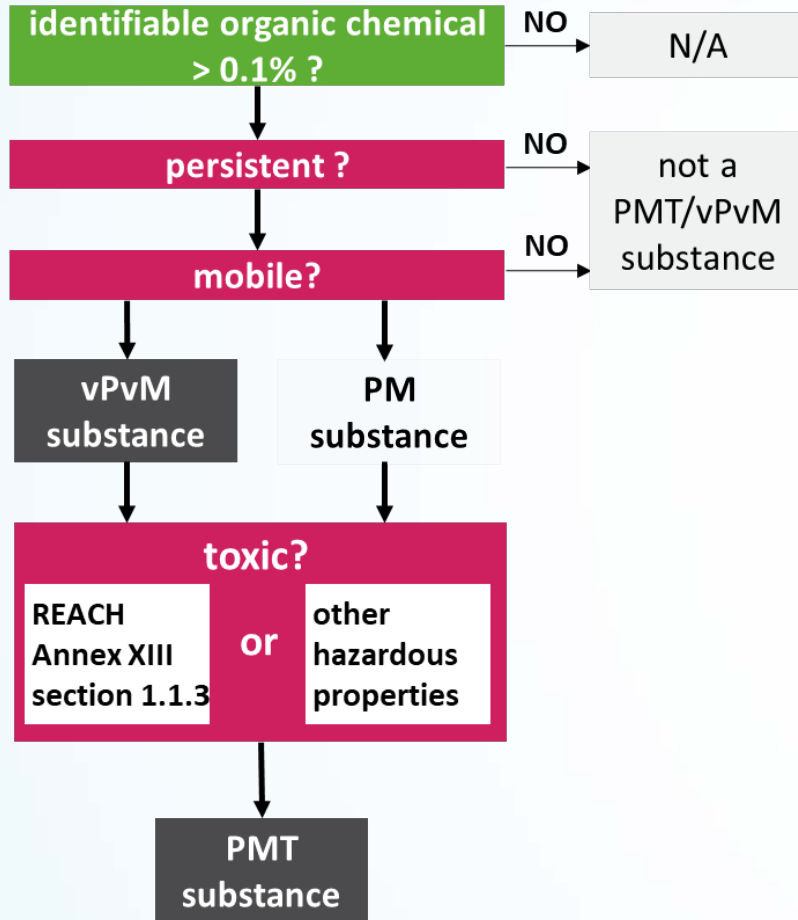 identifiable organic chemical
> 0.1% ?
NO
N/A
persistent ?
NO
not a
PMT/vPvM
substance
mobile?
NO
vPvM
substance
PM
substance
toxic?
REACH
Annex XIII
section 1.1.3
or
other
hazardous
properties
PMT
substance